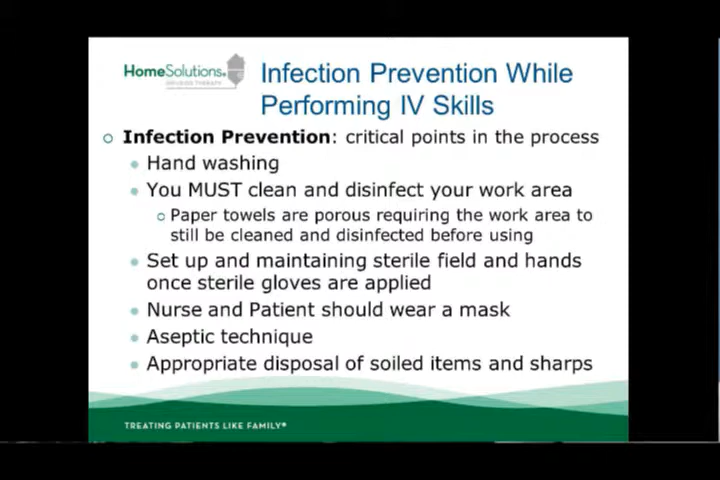 HomeSolutions.
INFUSION THERAPY
Infection Prevention While
Performing IV Skills
Infection Prevention: critical points in the process
Hand washing
You MUST clean and disinfect your work area
Paper towels are porous requiring the work area to
still be cleaned and disinfected before using
Set up and maintaining sterile field and hands
once sterile gloves are applied
Nurse and Patient should wear a mask
Aseptic technique
Appropriate disposal of soiled items and sharps
TREATING PATIENTS LIKE FAMILY®